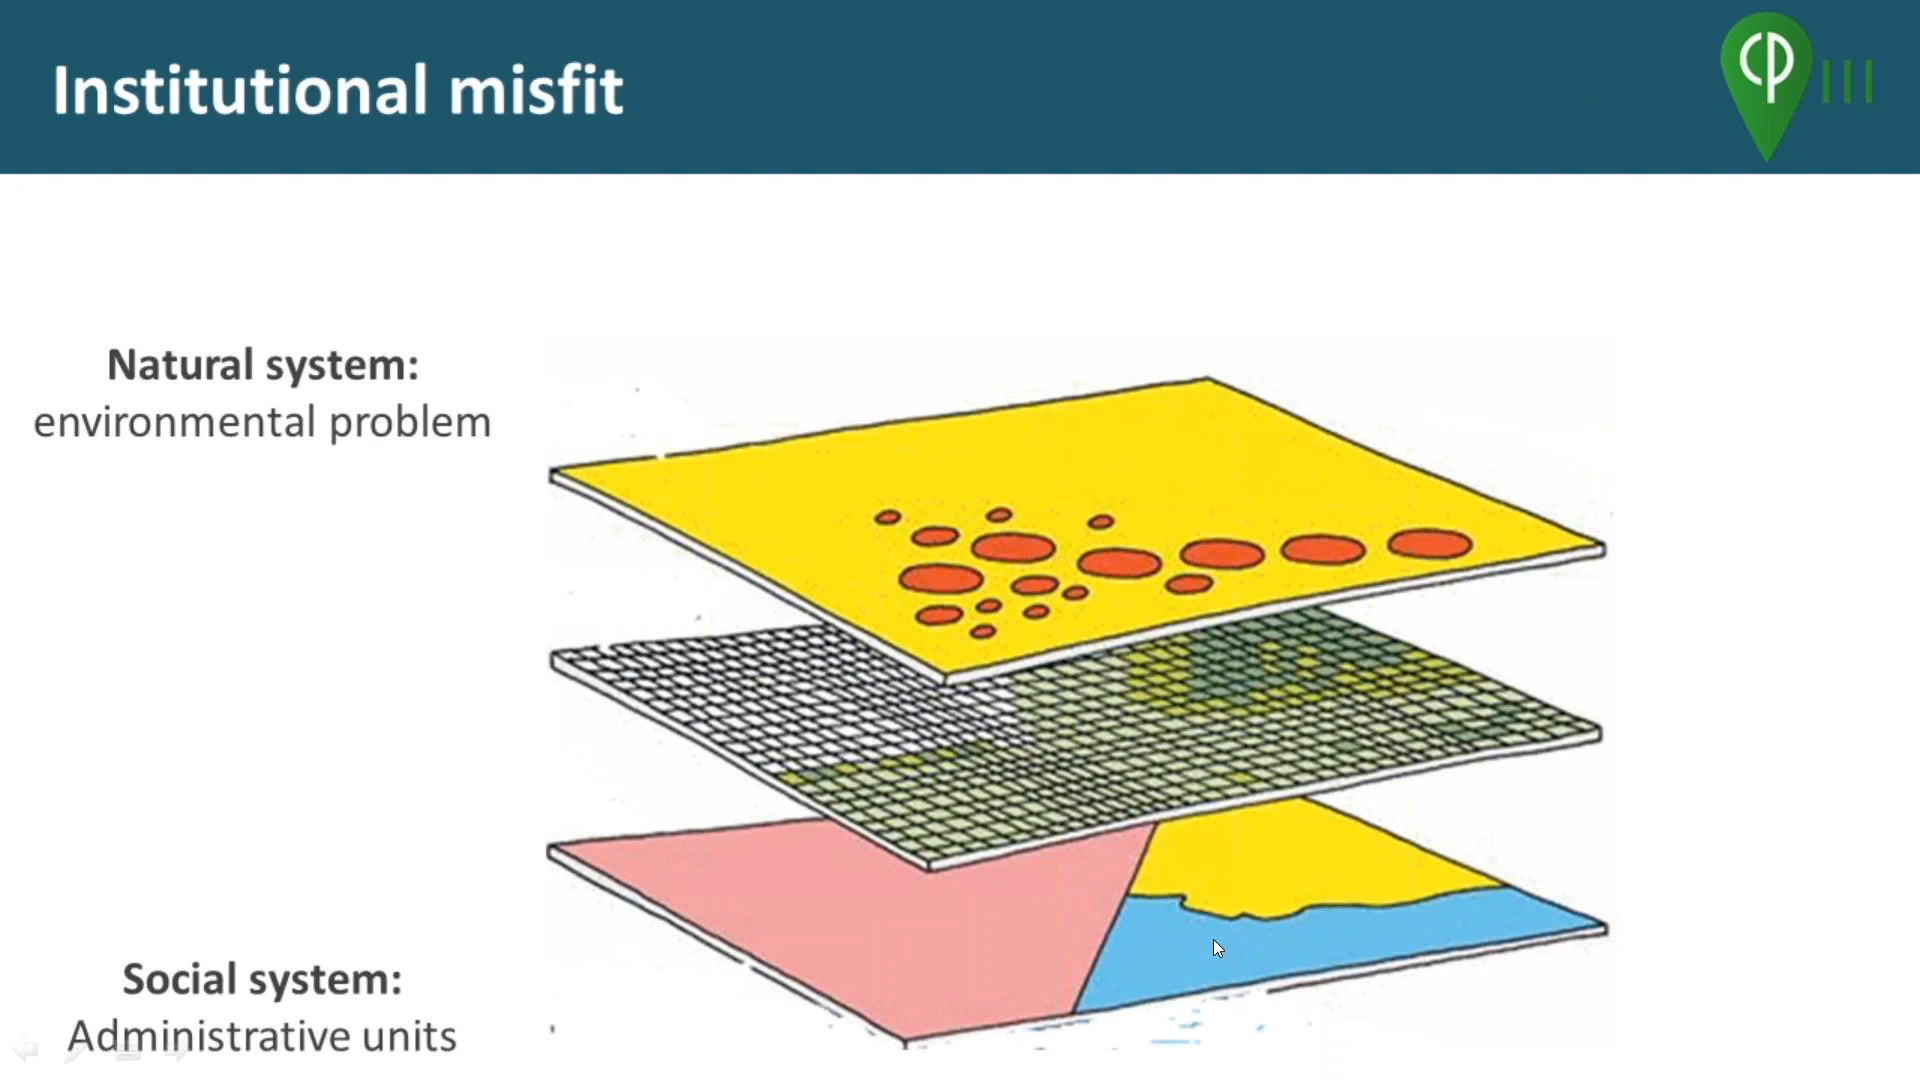 Institutional misfit
Natural system:
environmental problem
Social system:
Administrative units